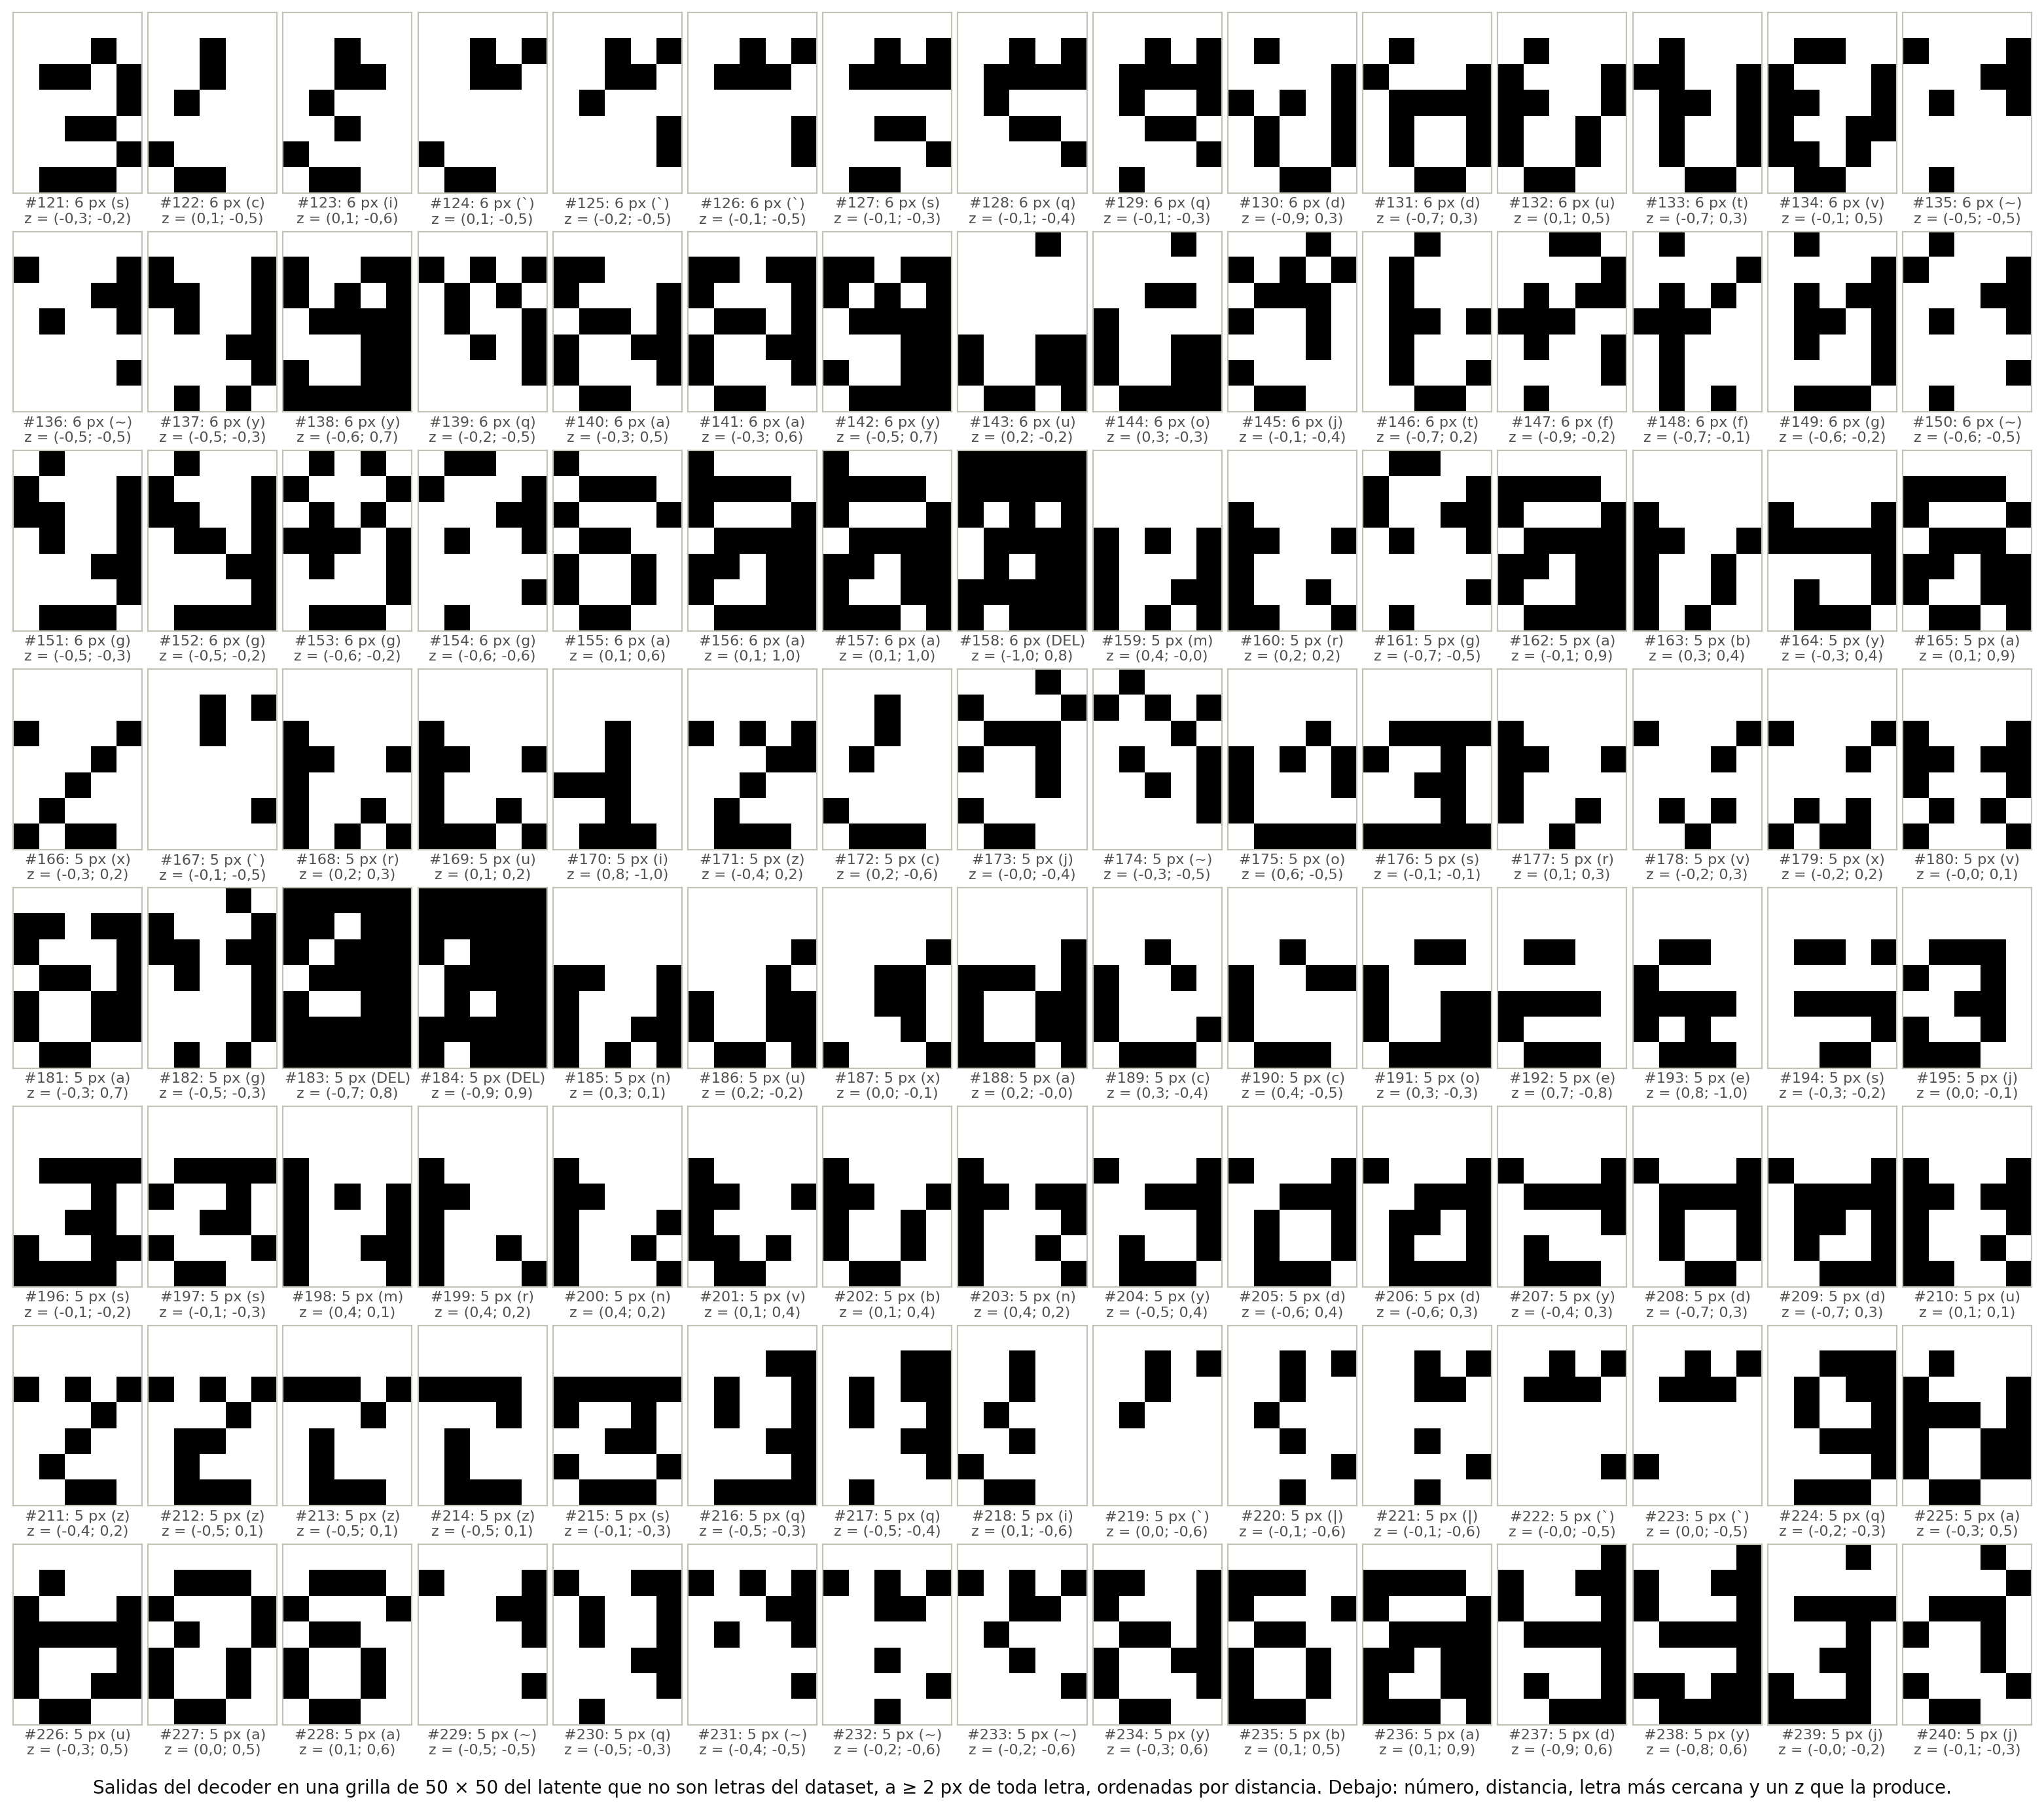 #121: 6 px (s) #122: 6 px (c) #123: 6 px (i) #124: 6 px (`) #125: 6 px (`) #126: 6 px (`) #127: 6 px (s) #128: 6 px (q) #129: 6 px (q) #130: 6 px (d) #131: 6 px (d) #132: 6 px (u) #133: 6 px (t) #134: 6 px (v) #135: 6 px (~)
z = (-0,3; -0,2) z = (0,1; -0,5) z = (0,1; -0,6) z = (0,1; -0,5) z = (-0,2; -0,5) z = (-0,1; -0,5) z = (-0,1; -0,3) z = (-0,1; -0,4) z = (-0,1; -0,3) z = (-0,9; 0,3) z = (-0,7; 0,3) z = (0,1; 0,5) z = (-0,7; 0,3) z = (-0,1; 0,5) z = (-0,5; -0,5)
#136: 6 px (~) #137: 6 px (y) #138: 6 px (y) #139: 6 px (q) #140: 6 px (a) #141: 6 px (a) #142: 6 px (y) #143: 6 px (u) #144: 6 px (o) #145: 6 px (j) #146: 6 px (t) #147: 6 px (f) #148: 6 px (f) #149: 6 px (g) #150: 6 px (~)
z = (-0,5; -0,5) z = (-0,5; -0,3) z = (-0,6; 0,7) z = (-0,2; -0,5) z = (-0,3; 0,5) z = (-0,3; 0,6) z = (-0,5; 0,7) z = (0,2; -0,2) z = (0,3; -0,3) z = (-0,1; -0,4) z = (-0,7; 0,2) z = (-0,9; -0,2) z = (-0,7; -0,1) z = (-0,6; -0,2) z = (-0,6; -0,5)
#151: 6 px (g) #152: 6 px (g) #153: 6 px (g) #154: 6 px (g) #155: 6 px (a) #156: 6 px (a) #157: 6 px (a) #158: 6 px (DEL) #159: 5 px (m) #160: 5 px (r) #161: 5 px (g) #162: 5 px (a) #163: 5 px (b) #164: 5 px (y) #165: 5 px (a)
z = (-0,5; -0,3) z = (-0,5; -0,2) z = (-0,6; -0,2) z = (-0,6; -0,6) z = (0,1; 0,6) z = (0,1; 1,0) z = (0,1; 1,0) z = (-1,0; 0,8) z = (0,4; -0,0) z = (0,2; 0,2) z = (-0,7; -0,5) z = (-0,1; 0,9) z = (0,3; 0,4) z = (-0,3; 0,4) z = (0,1; 0,9)
#166: 5 px (x) #167: 5 px (`) #168: 5 px (r) #169: 5 px (u) #170: 5 px (i) #171: 5 px (z) #172: 5 px (c) #173: 5 px (j) #174: 5 px (~) #175: 5 px (o) #176: 5 px (s) #177: 5 px (r) #178: 5 px (v) #179: 5 px (x) #180: 5 px (v)
z = (-0,3; 0,2) z = (-0,1; -0,5) z = (0,2; 0,3) z = (0,1; 0,2) z = (0,8; -1,0) z = (-0,4; 0,2) z = (0,2; -0,6) z = (-0,0; -0,4) z = (-0,3; -0,5) z = (0,6; -0,5) z = (-0,1; -0,1) z = (0,1; 0,3) z = (-0,2; 0,3) z = (-0,2; 0,2) z = (-0,0; 0,1)
#181: 5 px (a) #182: 5 px (g) #183: 5 px (DEL) #184: 5 px (DEL) #185: 5 px (n) #186: 5 px (u) #187: 5 px (x) #188: 5 px (a) #189: 5 px (c) #190: 5 px (c) #191: 5 px (o) #192: 5 px (e) #193: 5 px (e) #194: 5 px (s) #195: 5 px (j)
z = (-0,3; 0,7) z = (-0,5; -0,3) z = (-0,7; 0,8) z = (-0,9; 0,9) z = (0,3; 0,1) z = (0,2; -0,2) z = (0,0; -0,1) z = (0,2; -0,0) z = (0,3; -0,4) z = (0,4; -0,5) z = (0,3; -0,3) z = (0,7; -0,8) z = (0,8; -1,0) z = (-0,3; -0,2) z = (0,0; -0,1)
#196: 5 px (s) #197: 5 px (s) #198: 5 px (m) #199: 5 px (r) #200: 5 px (n) #201: 5 px (v) #202: 5 px (b) #203: 5 px (n) #204: 5 px (y) #205: 5 px (d) #206: 5 px (d) #207: 5 px (y) #208: 5 px (d) #209: 5 px (d) #210: 5 px (u)
z = (-0,1; -0,2) z = (-0,1; -0,3) z = (0,4; 0,1) z = (0,4; 0,2) z = (0,4; 0,2) z = (0,1; 0,4) z = (0,1; 0,4) z = (0,4; 0,2) z = (-0,5; 0,4) z = (-0,6; 0,4) z = (-0,6; 0,3) z = (-0,4; 0,3) z = (-0,7; 0,3) z = (-0,7; 0,3) z = (0,1; 0,1)
#211: 5 px (z) #212: 5 px (z) #213: 5 px (z) #214: 5 px (z) #215: 5 px (s) #216: 5 px (q) #217: 5 px (q) #218: 5 px (i) #219: 5 px (`) #220: 5 px (|) #221: 5 px (|) #222: 5 px (`) #223: 5 px (`) #224: 5 px (q) #225: 5 px (a)
z = (-0,4; 0,2) z = (-0,5; 0,1) z = (-0,5; 0,1) z = (-0,5; 0,1) z = (-0,1; -0,3) z = (-0,5; -0,3) z = (-0,5; -0,4) z = (0,1; -0,6) z = (0,0; -0,6) z = (-0,1; -0,6) z = (-0,1; -0,6) z = (-0,0; -0,5) z = (0,0; -0,5) z = (-0,2; -0,3) z = (-0,3; 0,5)
#226: 5 px (u) #227: 5 px (a) #228: 5 px (a) #229: 5 px (~) #230: 5 px (q) #231: 5 px (~) #232: 5 px (~) #233: 5 px (~) #234: 5 px (y) #235: 5 px (b) #236: 5 px (a) #237: 5 px (d) #238: 5 px (y) #239: 5 px (j) #240: 5 px (j)
z = (-0,3; 0,5) z = (0,0; 0,5) z = (0,1; 0,6) z = (-0,5; -0,5) z = (-0,5; -0,3) z = (-0,4; -0,5) z = (-0,2; -0,6) z = (-0,2; -0,6) z = (-0,3; 0,6) z = (0,1; 0,5) z = (0,1; 0,9) z = (-0,9; 0,6) z = (-0,8; 0,6) z = (-0,0; -0,2) z = (-0,1; -0,3)
Salidas del decoder en una grilla de 50 × 50 del latente que no son letras del dataset, a ≥ 2 px de toda letra, ordenadas por distancia. Debajo: número, distancia, letra más cercana y un z que la produce.